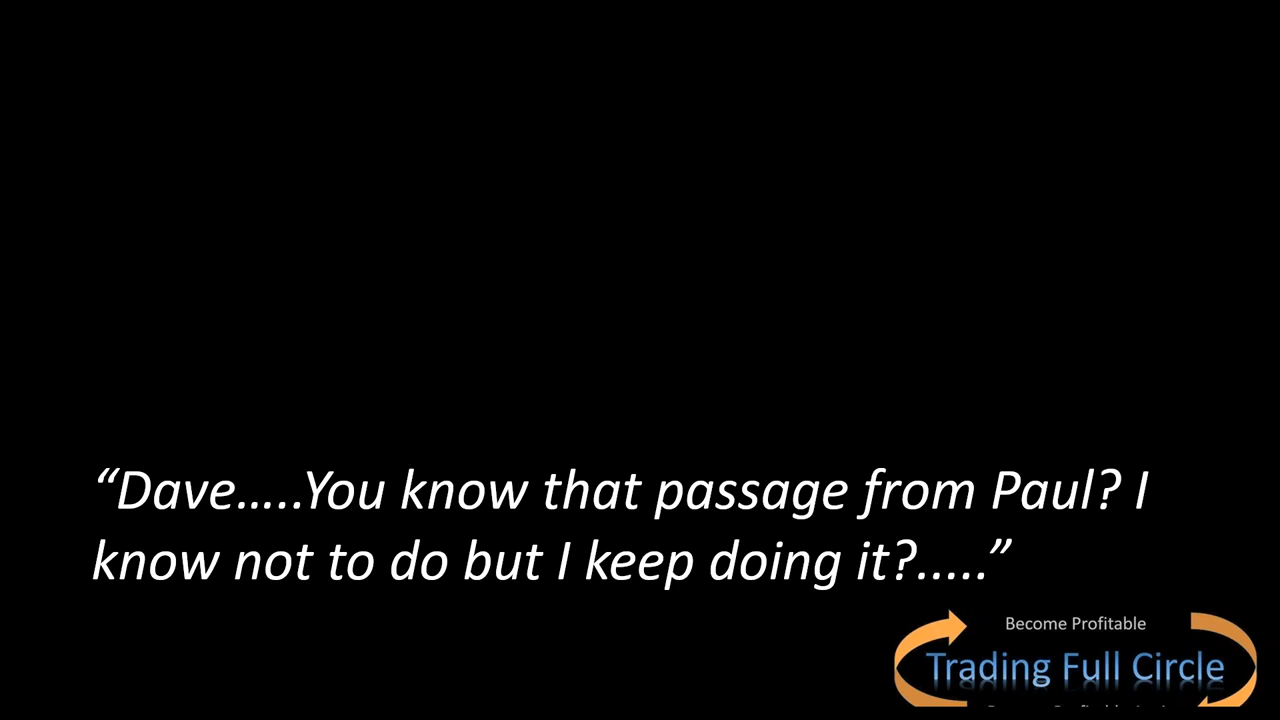 “Dave…..You know that passage from Paul? I
know not to do but I keep doing it?.....”
Become Profitable
Trading Full Circle